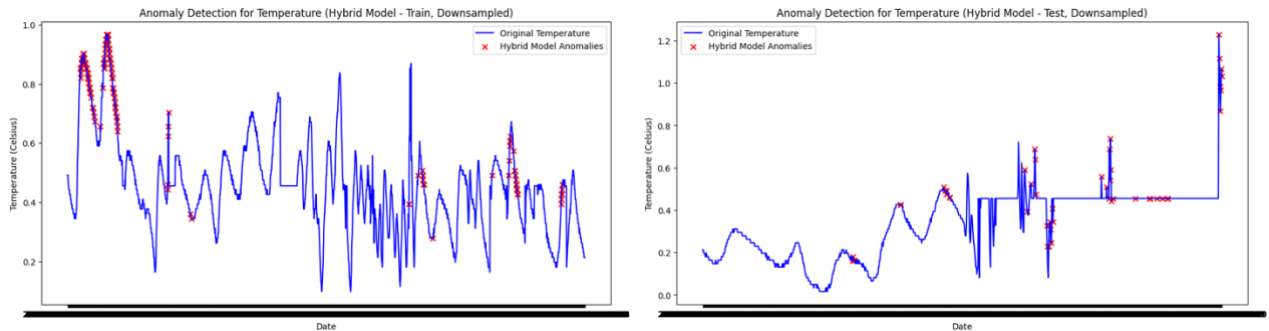 Anomaly Detection for Temperature (Hybrid Model - Train, Downsampled)
Original Temperature
Hybrid Model Anomalies
1.0
0.8
0.6
0.4
0.2
Temperature (Celsius)
Date
Anomaly Detection for Temperature (Hybrid Model - Test, Downsampled)
Original Temperature
Hybrid Model Anomalies
1.2
1.0
0.8
0.6
0.4
0.2
0.0
Temperature (Celsius)
Date